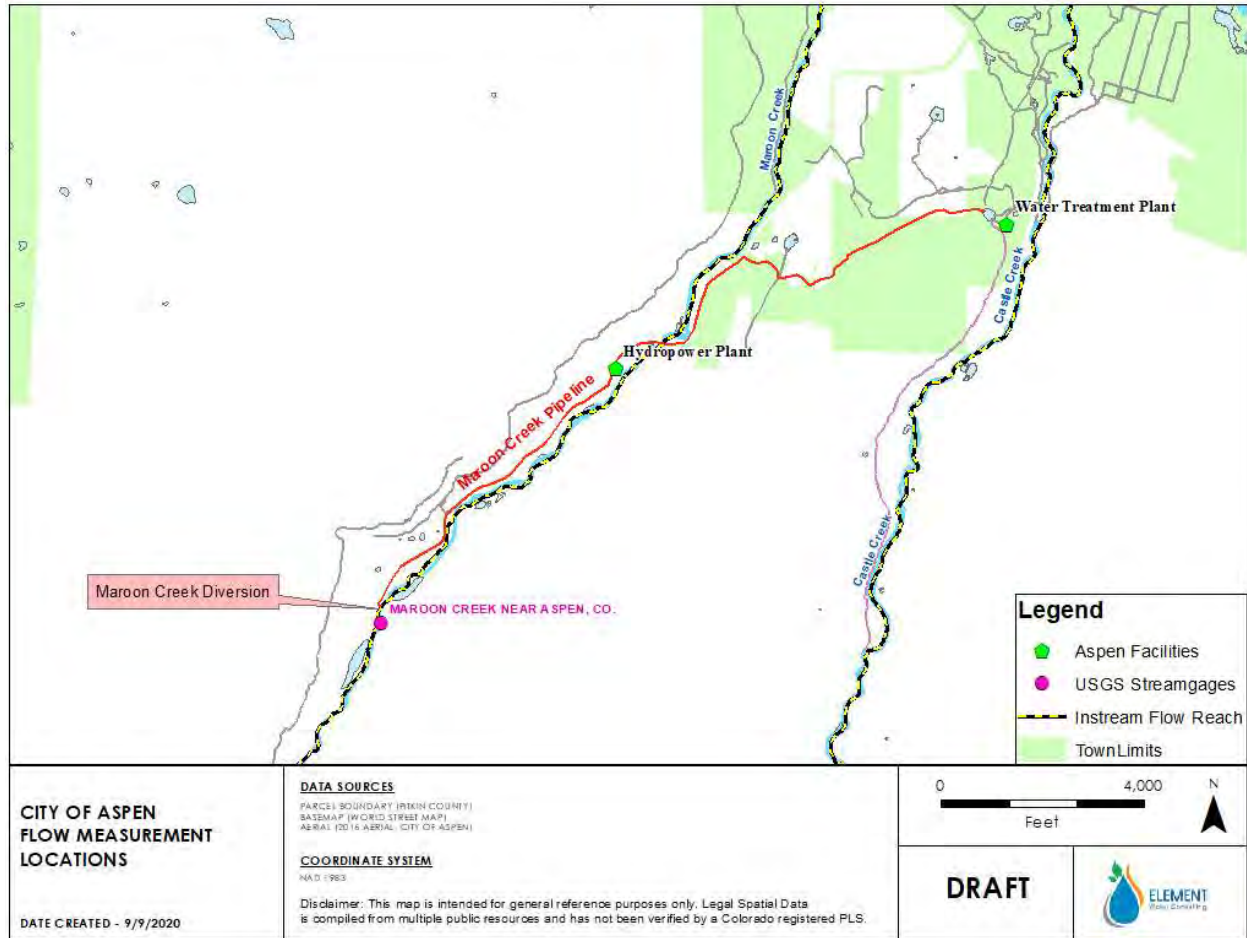 Maroon Creek
Water Treatment Plant
Castle Creek
Hydropower Plant
Maroon Creek Pipeline
Castle Creek
Maroon Creek Diversion
MAROON CREEK NEAR ASPEN, CO.
Legend
Aspen Facilities
USGS Streamgages
Instream Flow Reach
Town Limits
CITY OF ASPEN
FLOW MEASUREMENT
LOCATIONS
DATE CREATED - 9/9/2020
DATA SOURCES
PARCEL BOUNDARY (PITKIN COUNTY)
BASEMAP (WORLD STREET MAP)
AERIAL (2016 AERIAL, CITY OF ASPEN)
COORDINATE SYSTEM
NAD 1983
Disclaimer: This map is intended for general reference purposes only. Legal Spatial Data
is compiled from multiple public resources and has not been verified by a Colorado registered PLS.
0 4,000
Feet
N
DRAFT
ELEMENT
Water Consulting